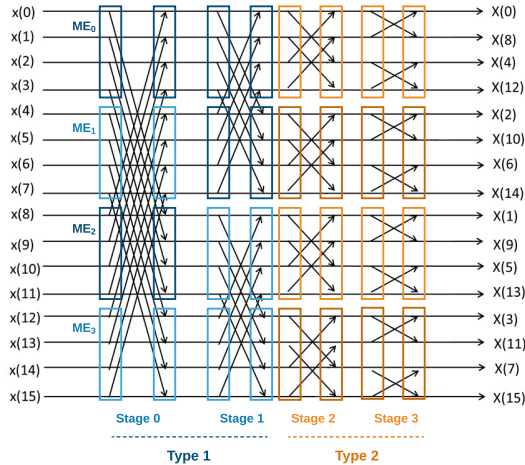 x(0) X(0)
ME0
x(1) X(8)
x(2) X(4)
x(3) X(12)
x(4) X(2)
ME1
x(5) X(10)
x(6) X(6)
x(7) X(14)
x(8) X(1)
ME2
x(9) X(9)
x(10) X(5)
x(11) X(13)
x(12) X(3)
ME3
x(13) X(11)
x(14) X(7)
x(15) X(15)
Stage 0 Stage 1 Stage 2 Stage 3
Type 1 Type 2